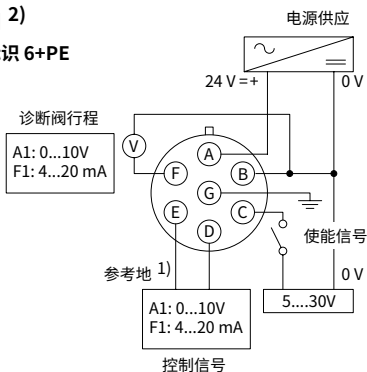 2)
识 6+PE
电源供应
24 V =+
0 V
诊断阀行程
A1: 0...10V
F1: 4...20 mA
V
A
F
B
G
E
C
D
使能信号
参考地 1)
0 V
A1: 0...10V
F1: 4...20 mA
5....30V
控制信号